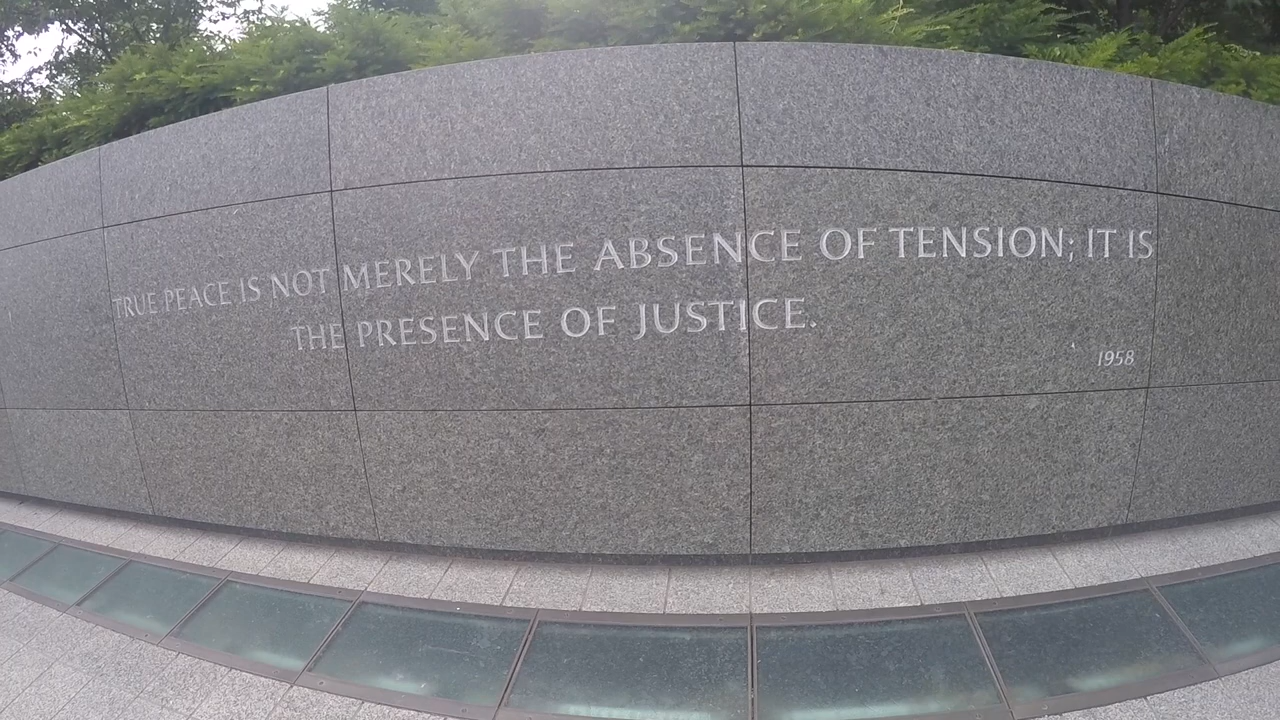 TRUE PEACE IS NOT MERELY THE ABSENCE OF TENSION; IT IS
THE PRESENCE OF JUSTICE.
1958